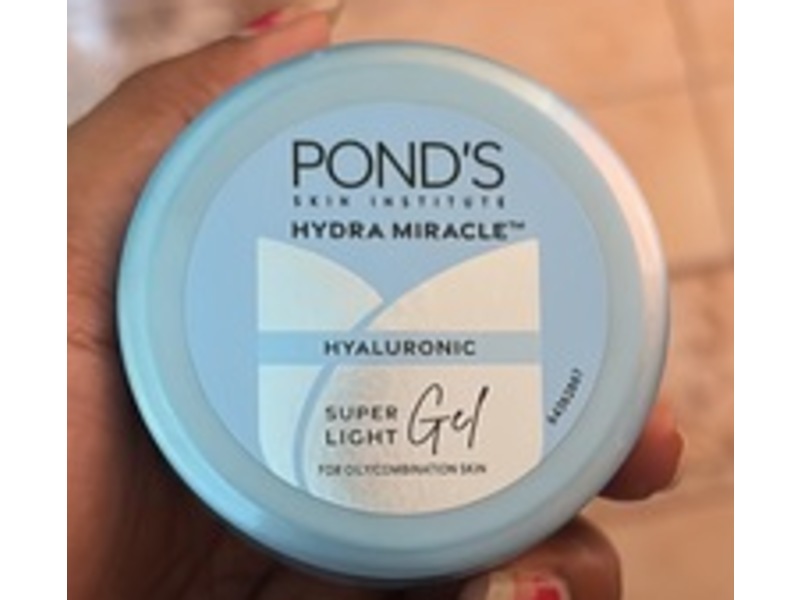 POND'S
SKIN INSTITUTE
HYDRA MIRACLE™
HYALURONIC
SUPER LIGHT Gel
FOR OILY/COMBINATION SKIN